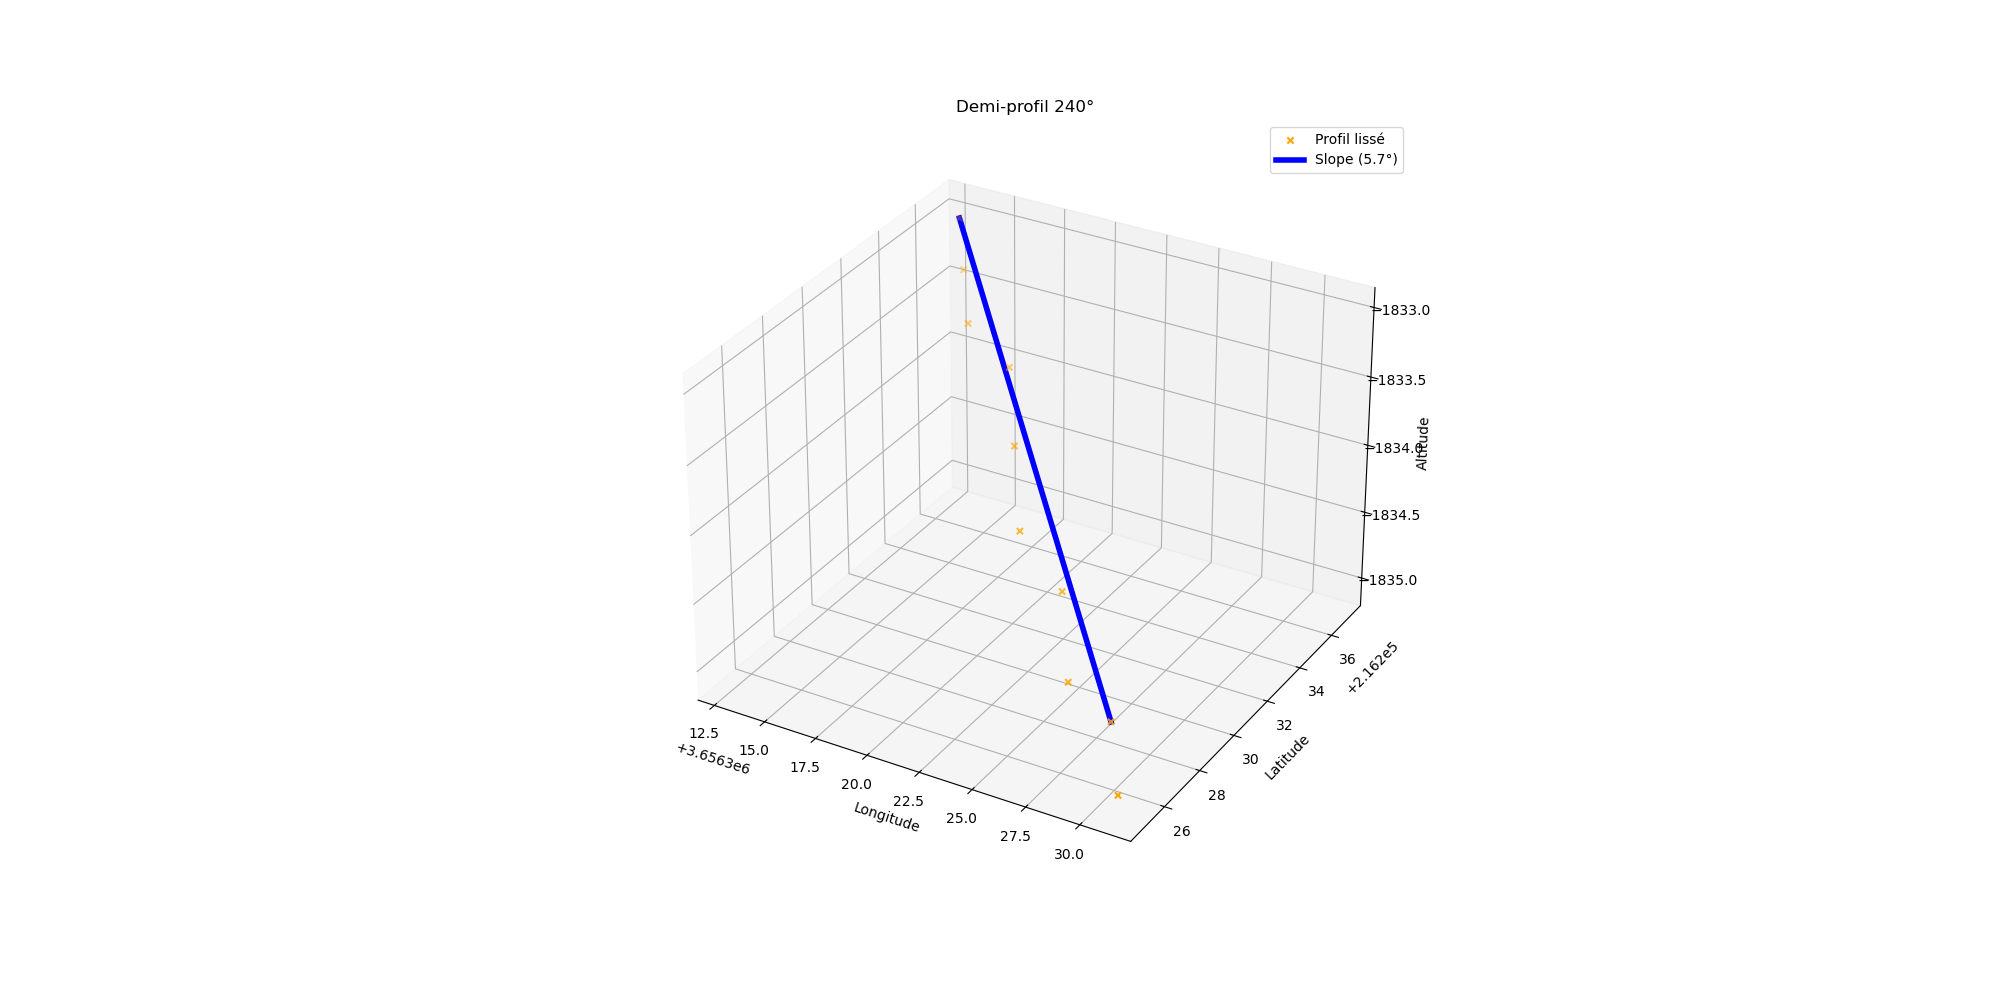 Demi-profil 240°
Profil lissé
Slope (5.7°)
−1833.0
−1833.5
−1834.0
−1834.5
−1835.0
Altitude
36
34
32
30
28
26
+2.162e5
Latitude
12.5
15.0
17.5
20.0
22.5
25.0
27.5
30.0
+3.6563e6
Longitude